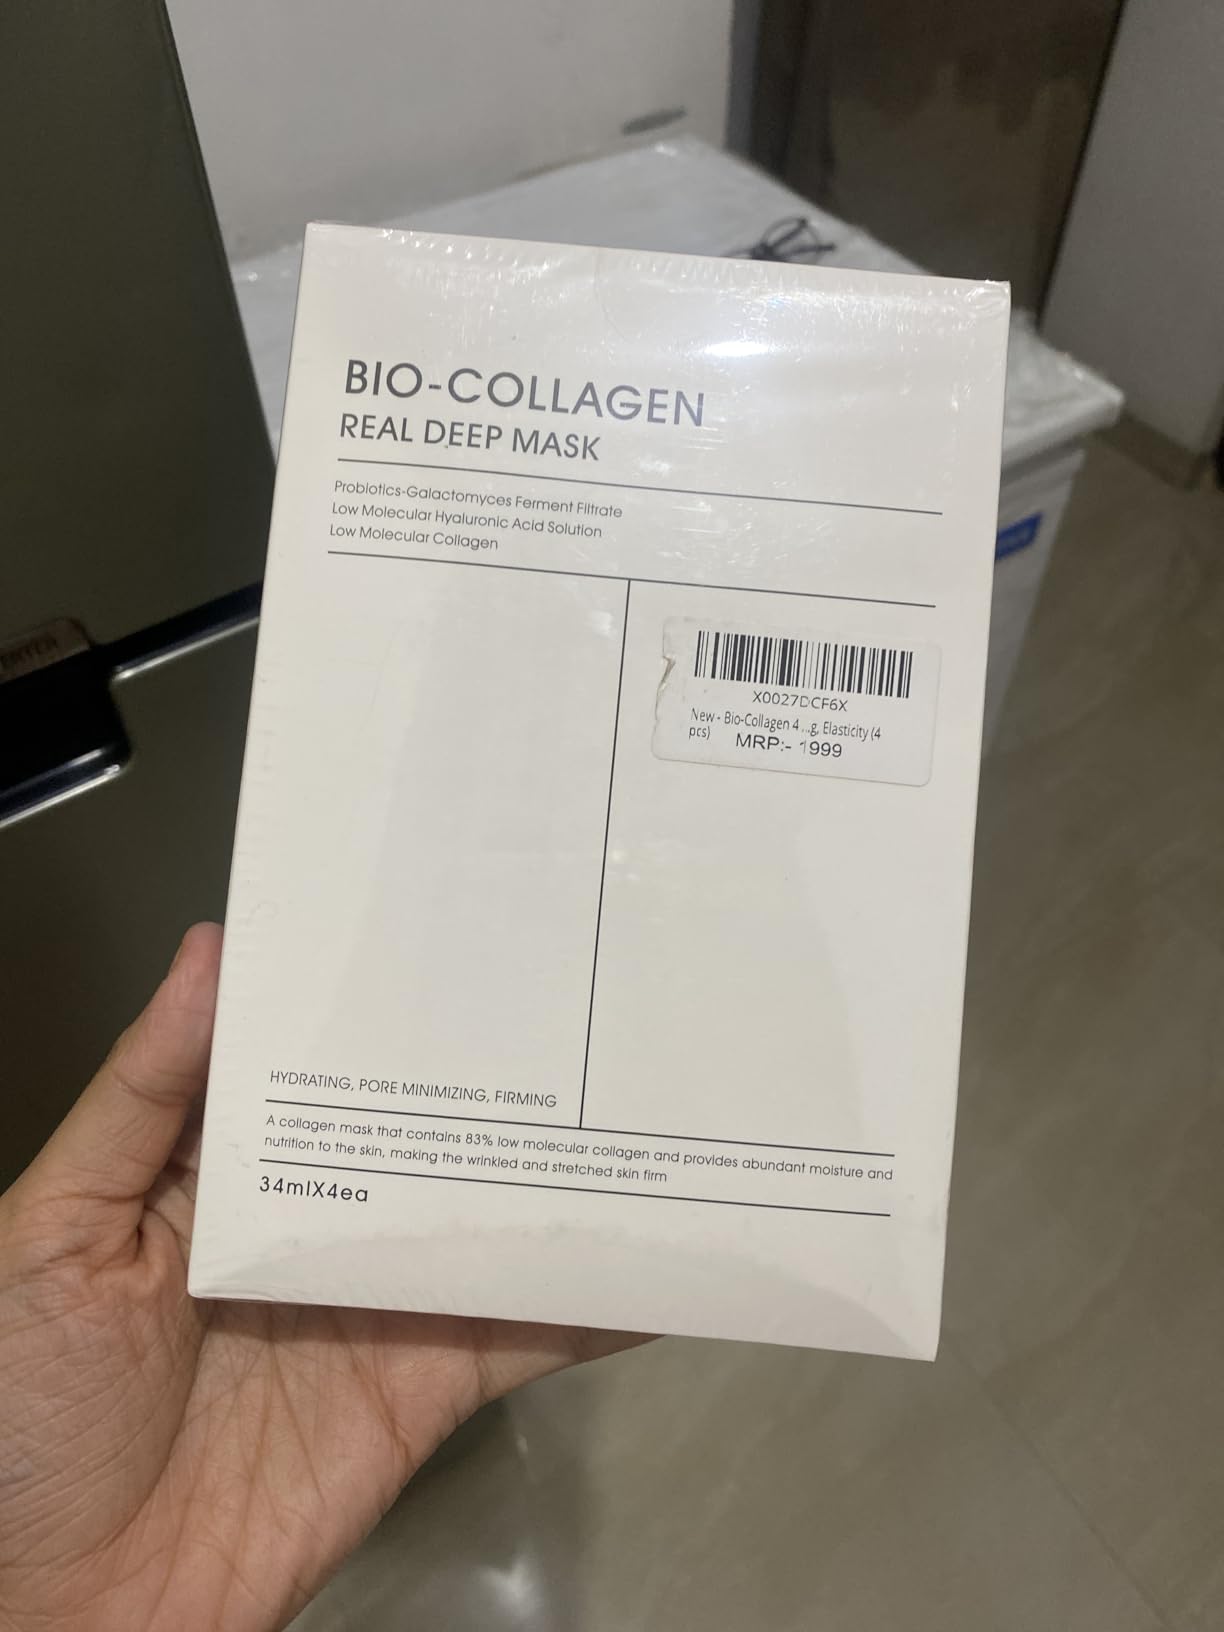 BIO-COLLAGEN
REAL DEEP MASK
Probiotics-Galactomyces Ferment Filtrate
Low Molecular Hyaluronic Acid Solution
Low Molecular Collagen
X0027DCF6X
New - Bio-Collagen 4 ...g, Elasticity (4
pcs)
MRP:- 1999
HYDRATING, PORE MINIMIZING, FIRMING
A collagen mask that contains 83% low molecular collagen and provides abundant moisture and
nutrition to the skin, making the wrinkled and stretched skin firm
34mlX4ea